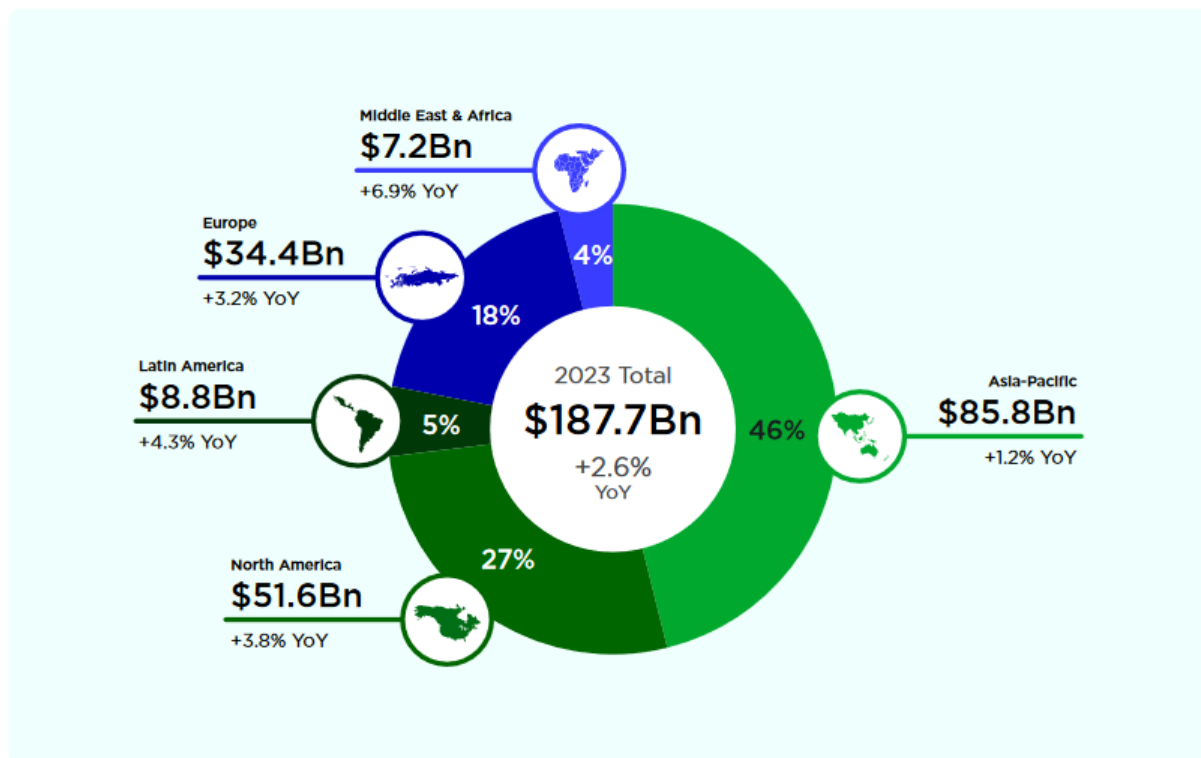 Middle East & Africa
$7.2Bn
+6.9% YoY
4%
Europe
$34.4Bn
+3.2% YoY
18%
Latin America
$8.8Bn
+4.3% YoY
5%
2023 Total
$187.7Bn
+2.6%
YoY
46%
Asia-Pacific
$85.8Bn
+1.2% YoY
27%
North America
$51.6Bn
+3.8% YoY